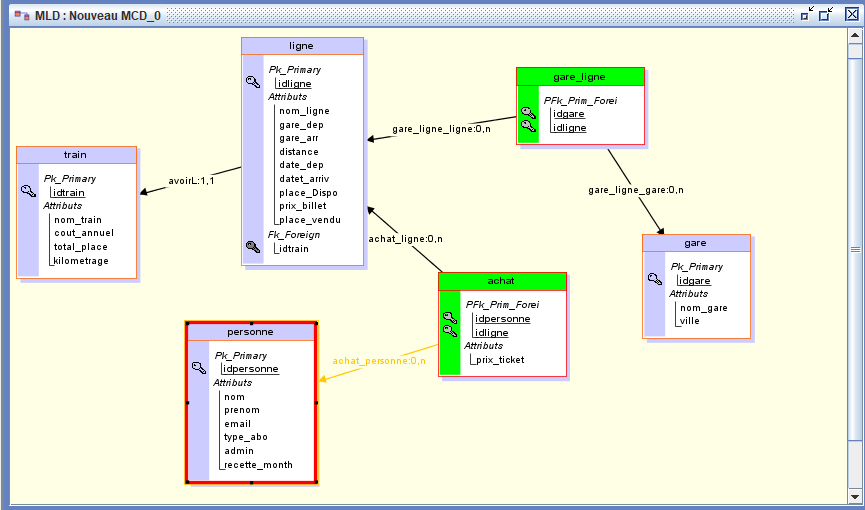 MLD : Nouveau MCD_0
ligne
Pk_Primary
idligne
Attributs
nom_ligne
gare_dep
gare_arr
distance
date_dep
datet_arriv
place_Dispo
prix_billet
place_vendu
Fk_Foreign
idtrain
gare_ligne
PFk_Prim_Forei
idgare
idligne
gare_ligne_ligne:0,n
train
Pk_Primary
idtrain
Attributs
nom_train
cout_annuel
total_place
kilometrage
avoirL:1,1
gare_ligne_gare:0,n
achat_ligne:0,n
gare
Pk_Primary
idgare
Attributs
nom_gare
ville
achat
PFk_Prim_Forei
idpersonne
idligne
Attributs
prix_ticket
personne
Pk_Primary
idpersonne
Attributs
nom
prenom
email
type_abo
admin
recette_month
achat_personne:0,n